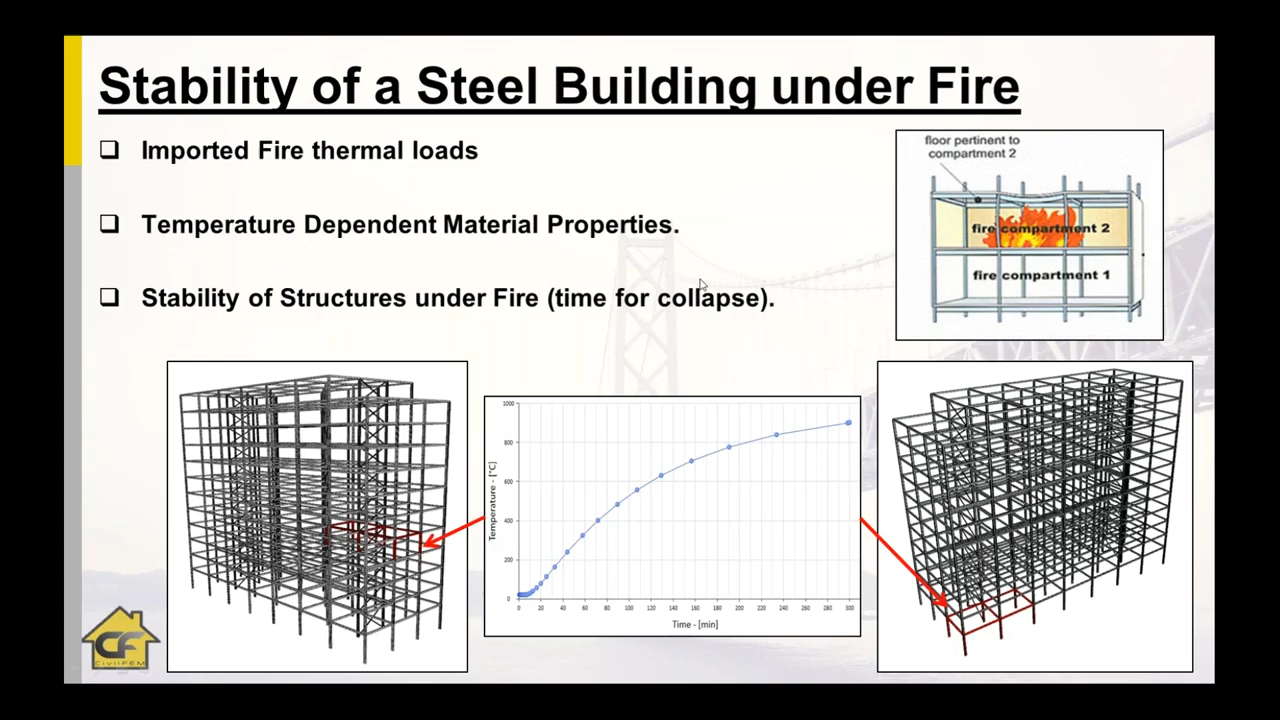 Stability of a Steel Building under Fire
Imported Fire thermal loads
Temperature Dependent Material Properties.
Stability of Structures under Fire (time for collapse).
floor pertinent to
compartment 2
fire compartment 2
fire compartment 1
1000
800
600
400
200
0
Temperature - [°C]
0 20 40 60 80 100 120 140 160 180 200 220 240 260 280 300
Time - [min]
CF
CivilFEM